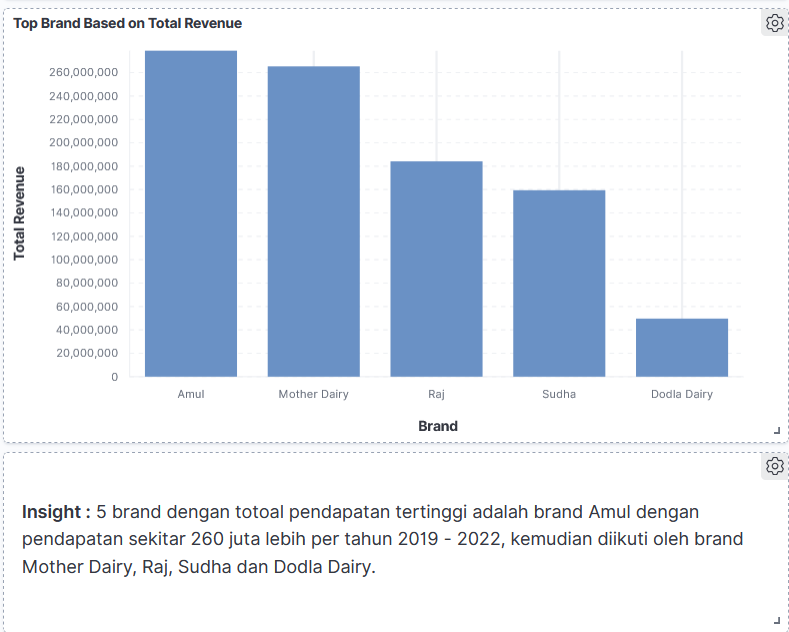 Top Brand Based on Total Revenue
260,000,000
240,000,000
220,000,000
200,000,000
180,000,000
160,000,000
140,000,000
120,000,000
100,000,000
80,000,000
60,000,000
40,000,000
20,000,000
0
Total Revenue
Amul Mother Dairy Raj Sudha Dodla Dairy
Brand
Insight : 5 brand dengan totoal pendapatan tertinggi adalah brand Amul dengan
pendapatan sekitar 260 juta lebih per tahun 2019 - 2022, kemudian diikuti oleh brand
Mother Dairy, Raj, Sudha dan Dodla Dairy.